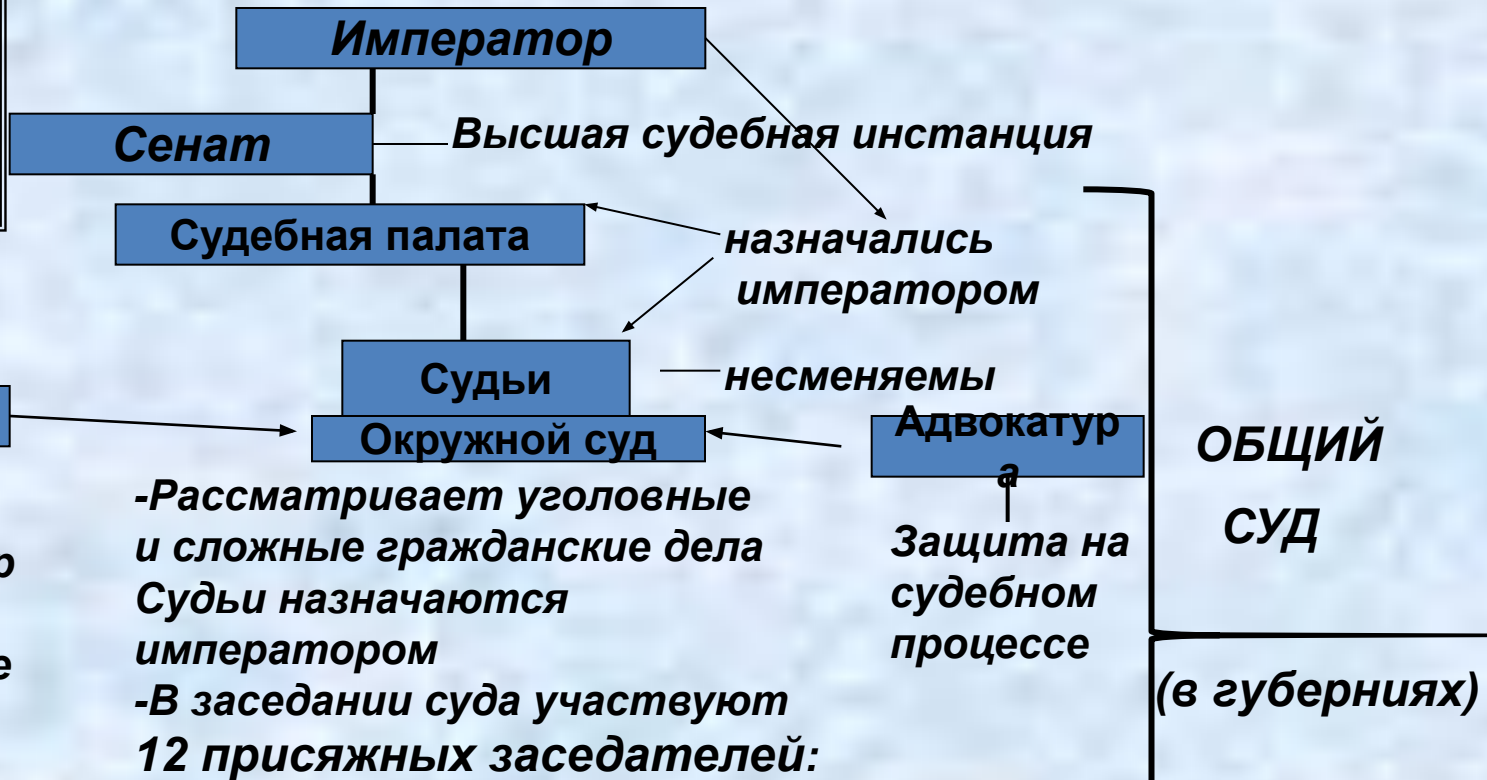 Император
Сенат
Высшая судебная инстанция
Судебная палата
назначались
императором
Судьи
несменяемы
Окружной суд
Адвокатур
а
ОБЩИЙ
СУД
-Рассматривает уголовные
и сложные гражданские дела
Судьи назначаются
императором
-В заседании суда участвуют
12 присяжных заседателей:
Защита на
судебном
процессе
(в губерниях)
р
е